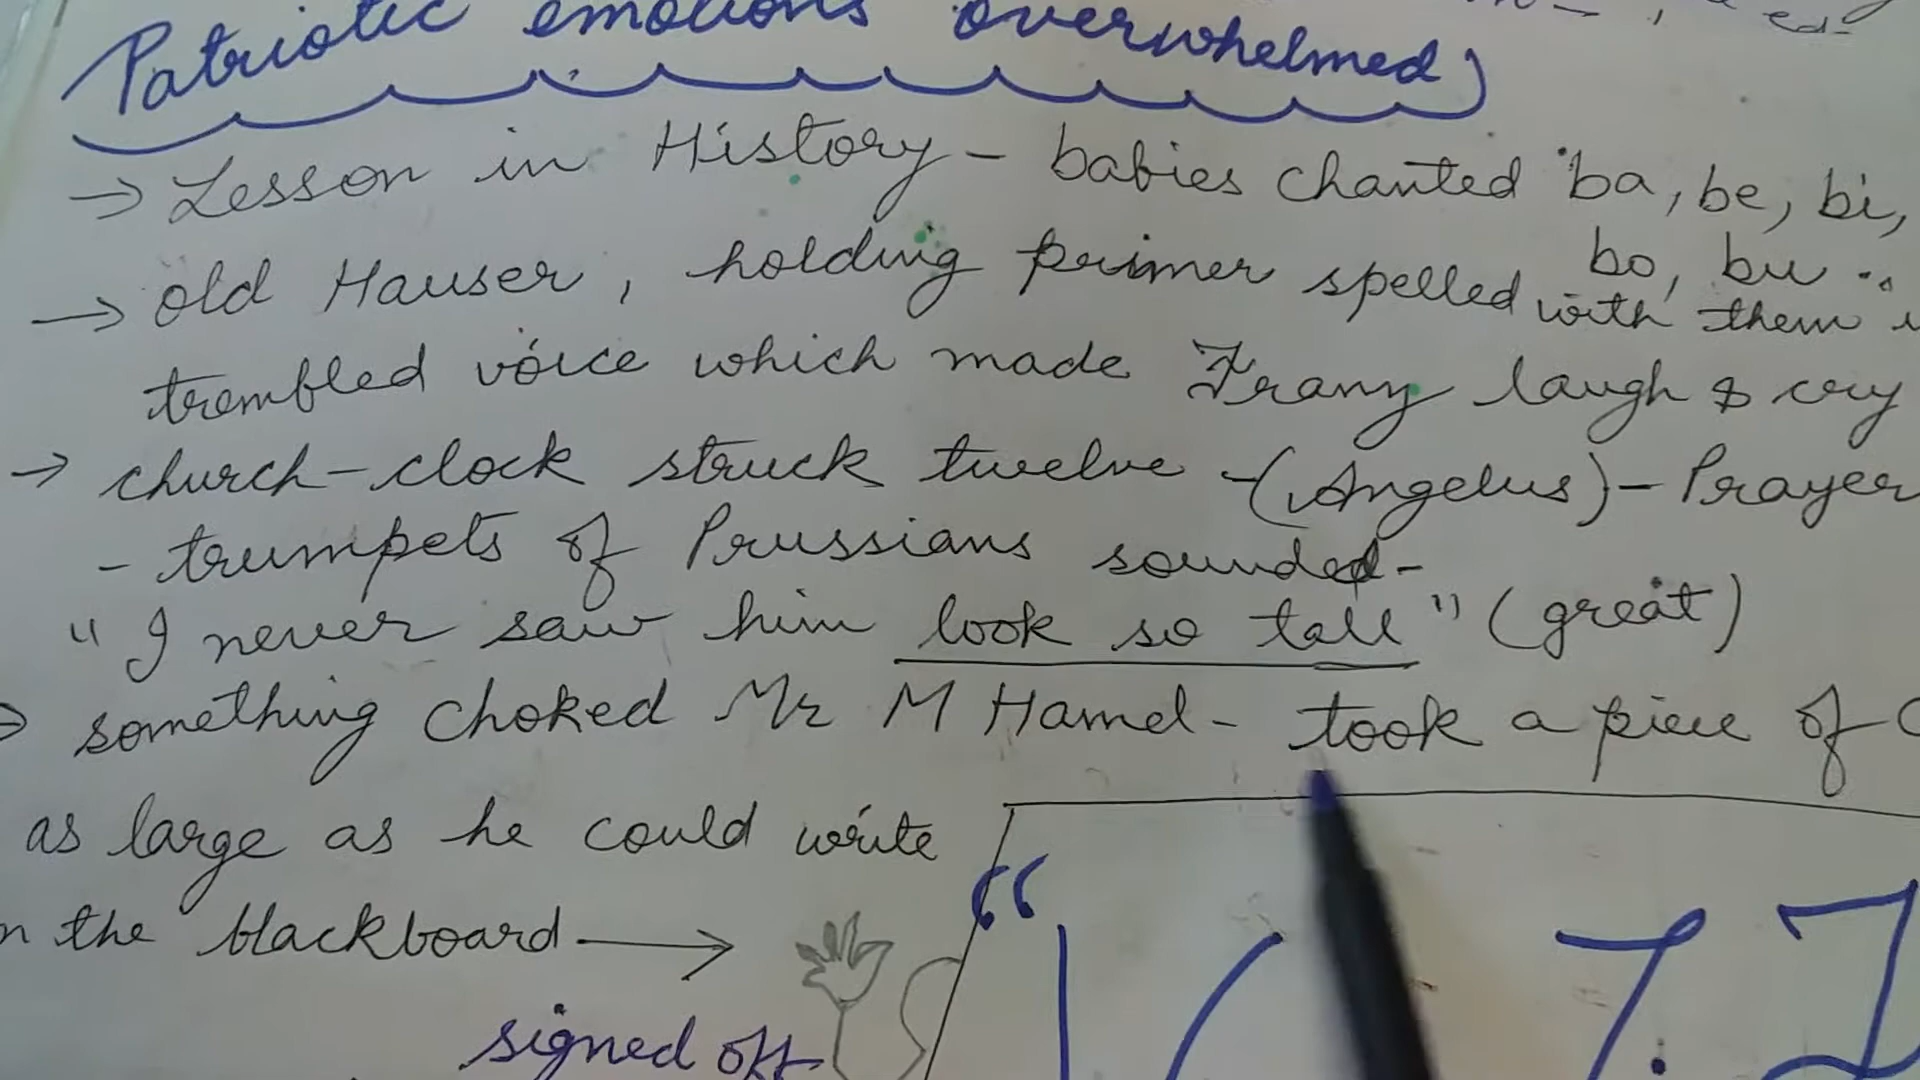 Patriotic emotions overwhelmed)
→ Lesson in History - babies chanted 'ba, be, bi,
bo, bu ..
→ old Hauser, holding primer spelled with them
trembled voice which made Franz laugh & cry
→ church-clock struck twelve -(Angelus)- Prayer
- trumpets of Prussians sounded-
"I never saw him look so tall" (great)
→ something choked Mr M Hamel - took a piece of
as large as he could write
the blackboard →
"
signed off